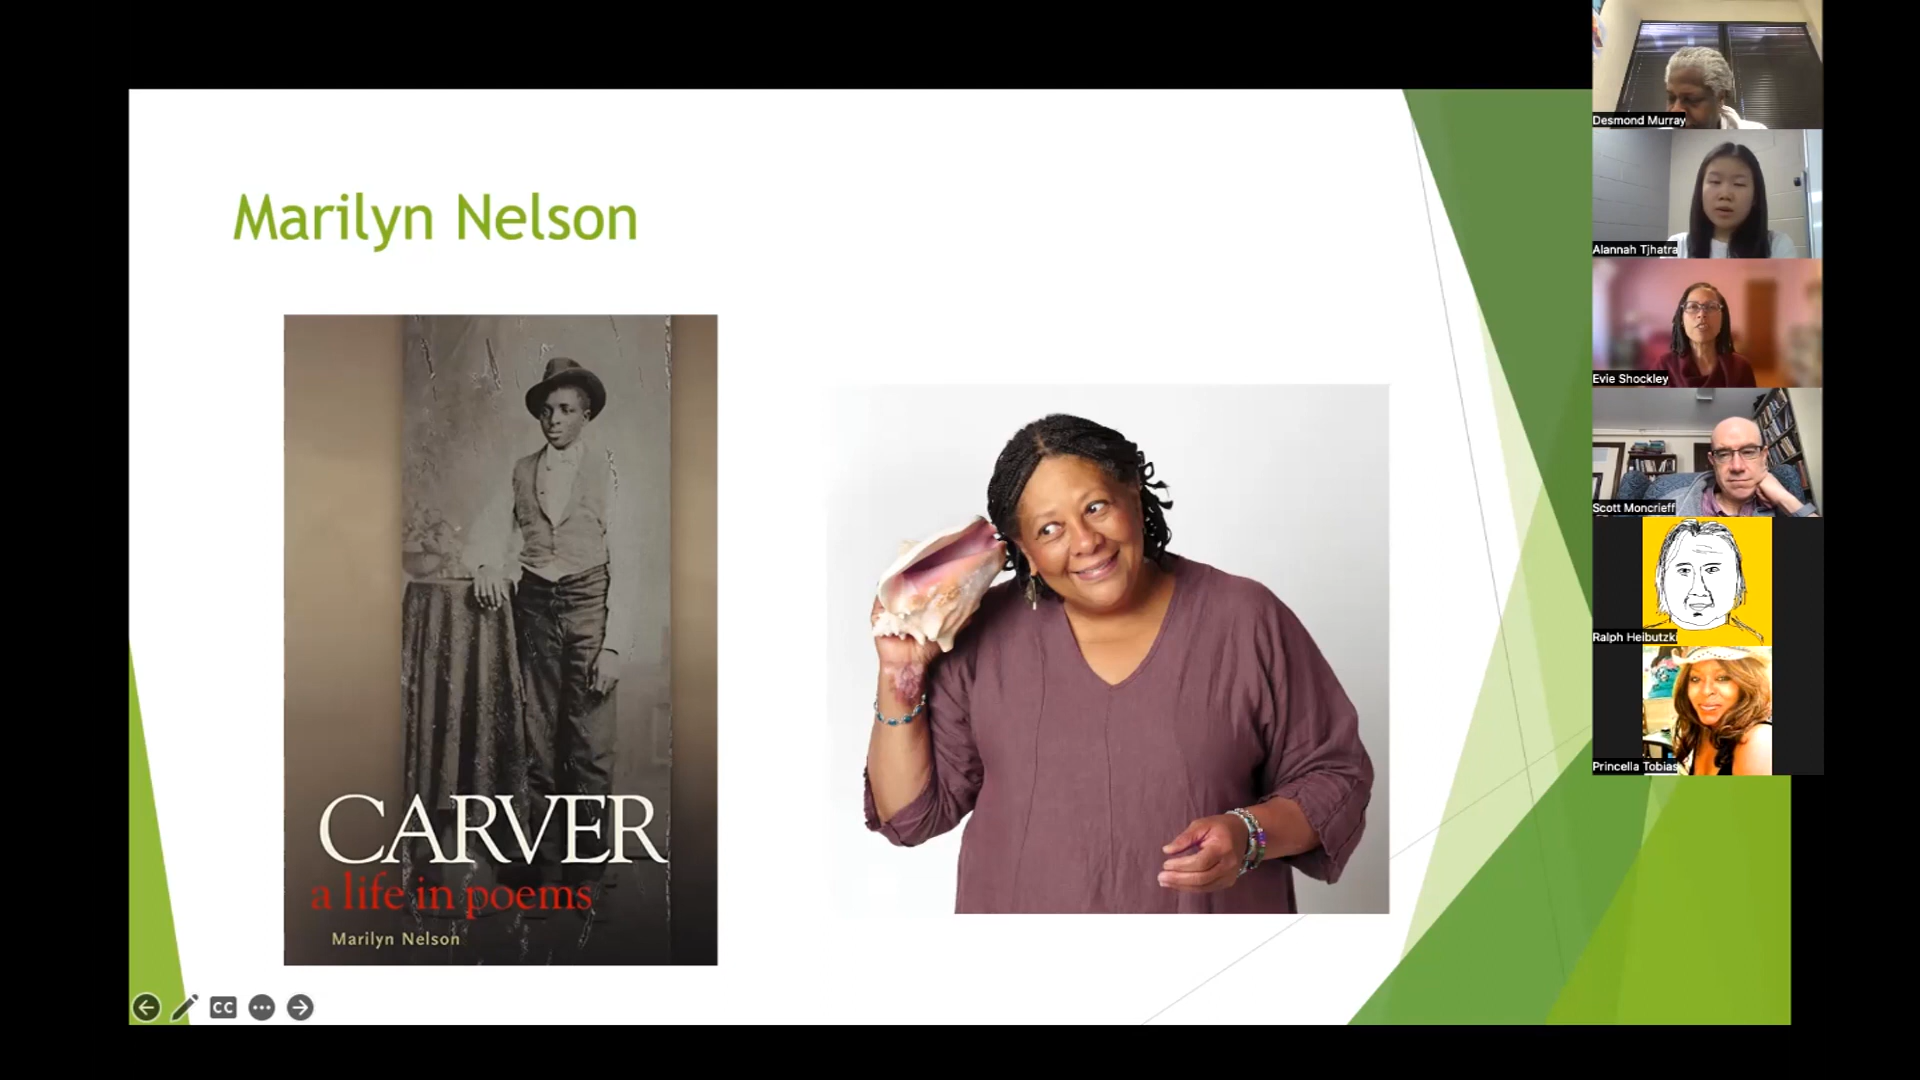 Marilyn Nelson
CARVER
a life in poems
Marilyn Nelson
CC
Desmond Murray
Alannah Tjhatra
Evie Shockley
Scott Moncrieff
Ralph Heibutzki
Princella Tobias